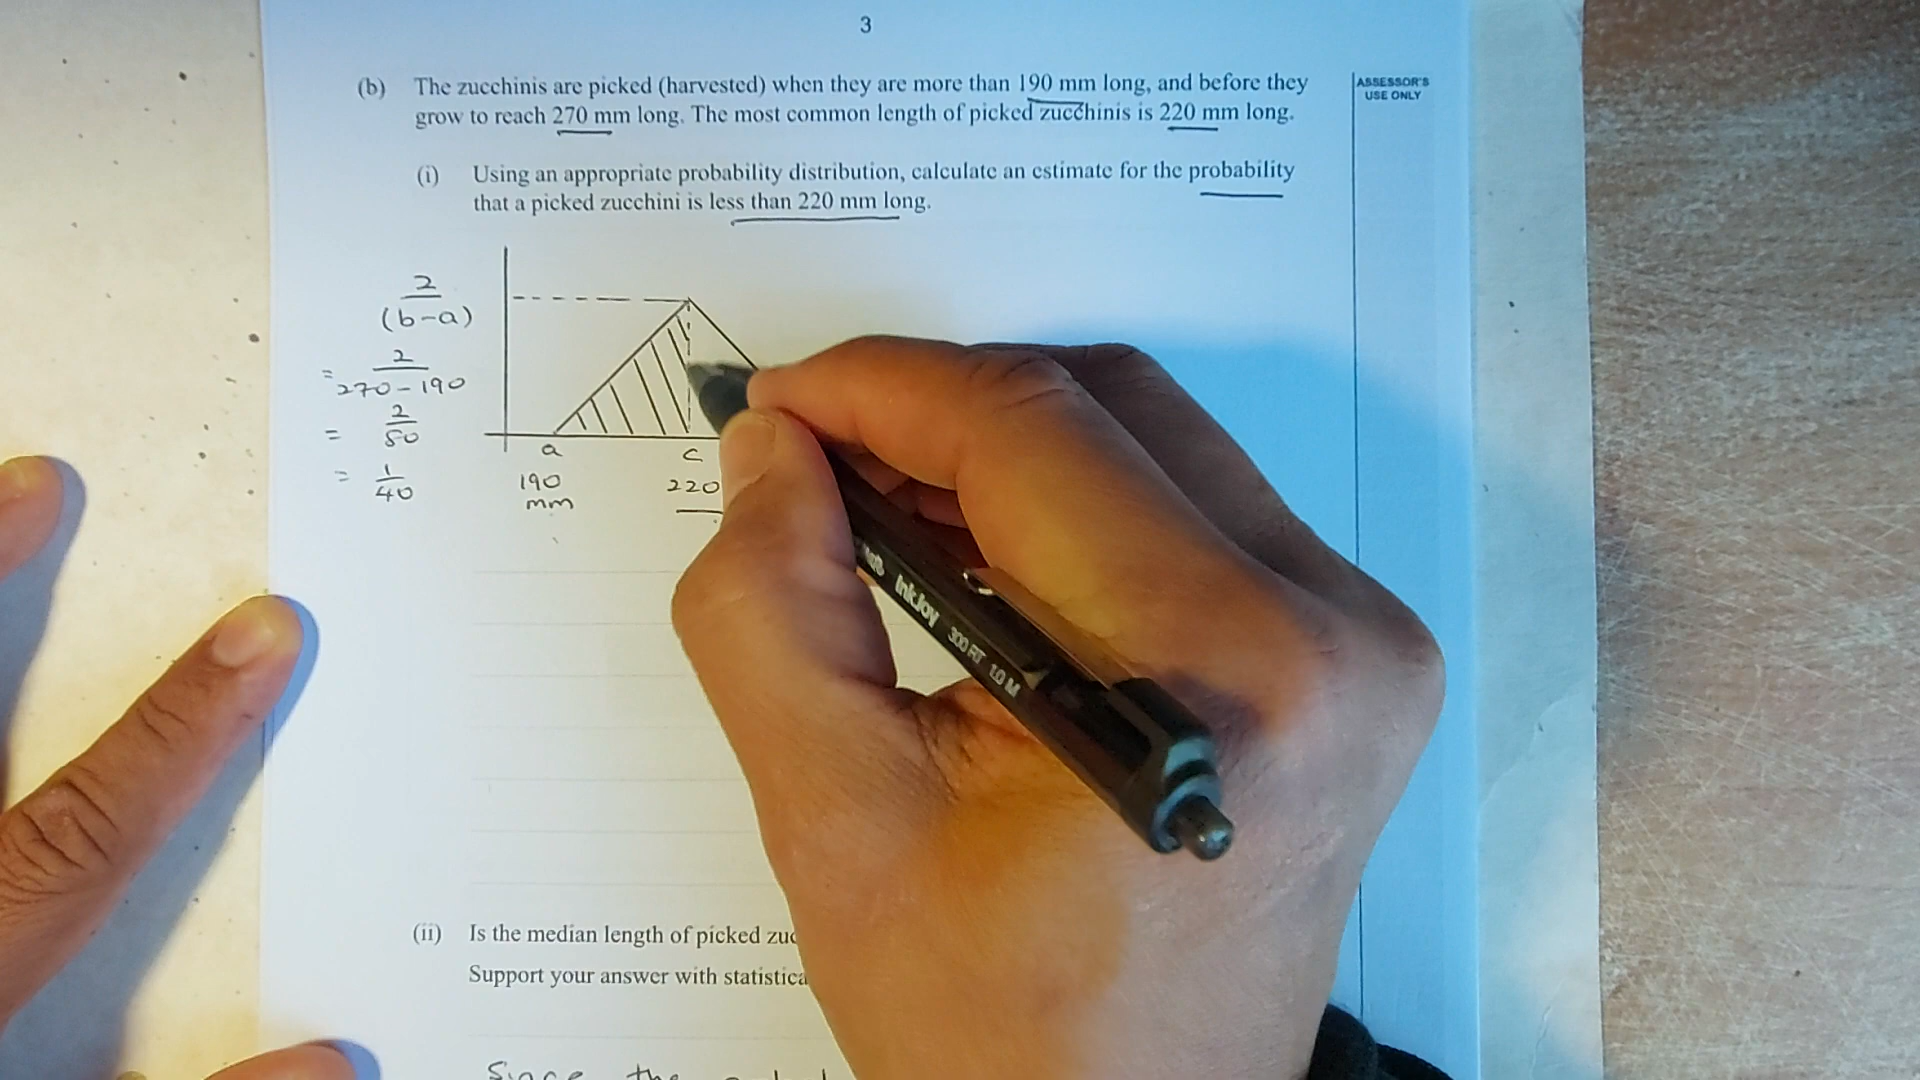 3
(b) The zucchinis are picked (harvested) when they are more than 190 mm long, and before they
grow to reach 270 mm long. The most common length of picked zucchinis is 220 mm long.
ASSESSOR'S
USE ONLY
(i) Using an appropriate probability distribution, calculate an estimate for the probability
that a picked zucchini is less than 220 mm long.
2
(b-a)
= 2
270-190
= 2
80
= 1
40
a c
190 220
mm
InkJoy 300 RT 1.0 M
(ii) Is the median length of picked
Support your answer with
Since the